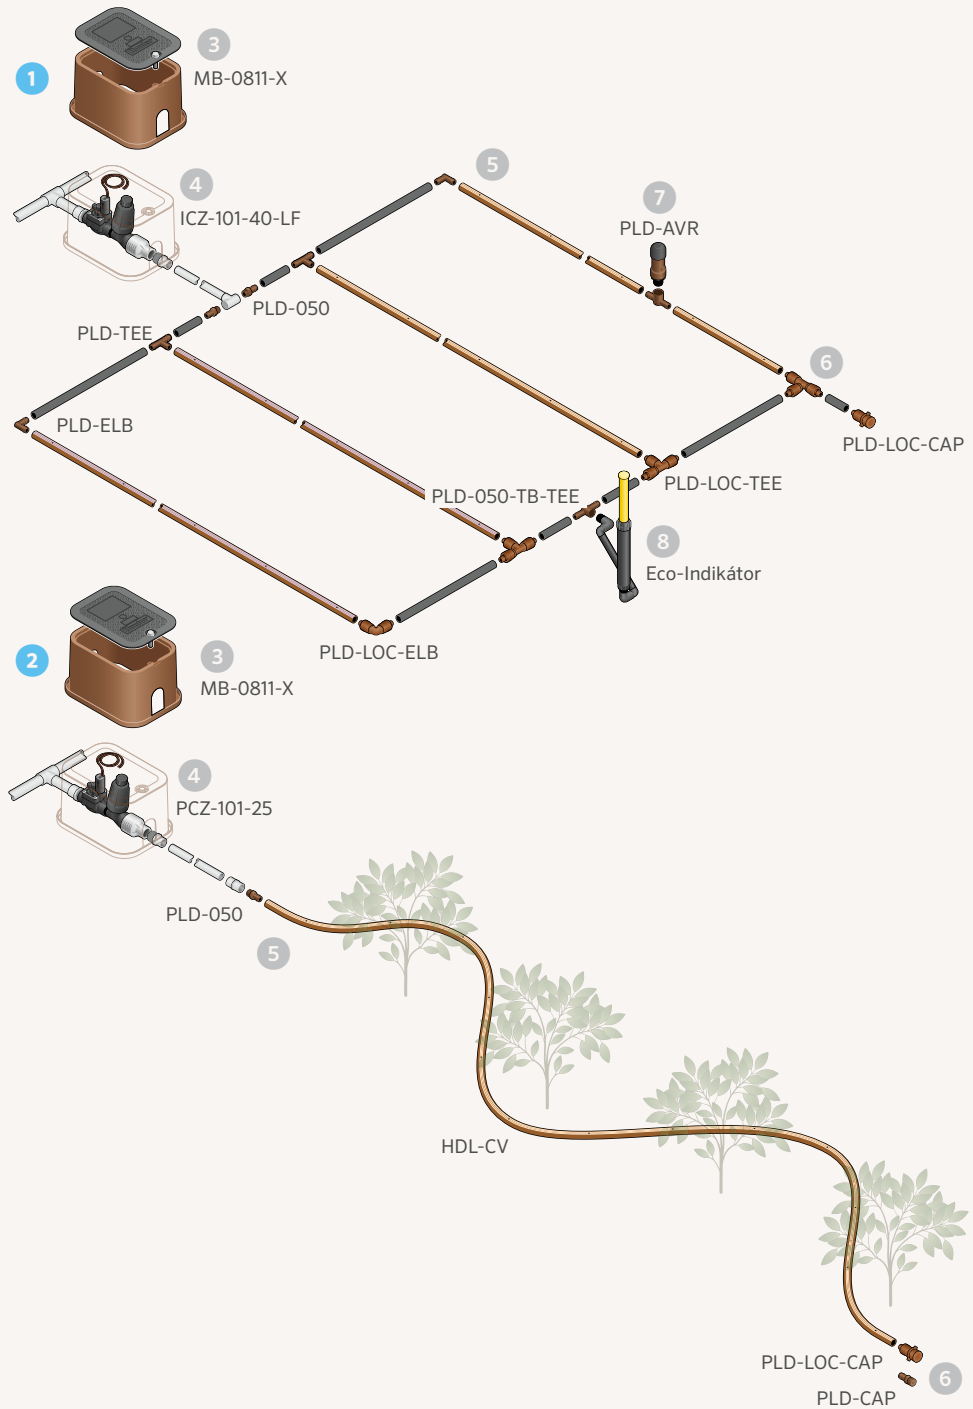 3
1
MB-0811-X
5
4
7
ICZ-101-40-LF
PLD-AVR
PLD-050
PLD-TEE
6
PLD-ELB
PLD-LOC-CAP
PLD-LOC-TEE
PLD-050-TB-TEE
8
Eco-Indikátor
PLD-LOC-ELB
2
3
MB-0811-X
4
PCZ-101-25
PLD-050
5
HDL-CV
PLD-LOC-CAP
6
PLD-CAP